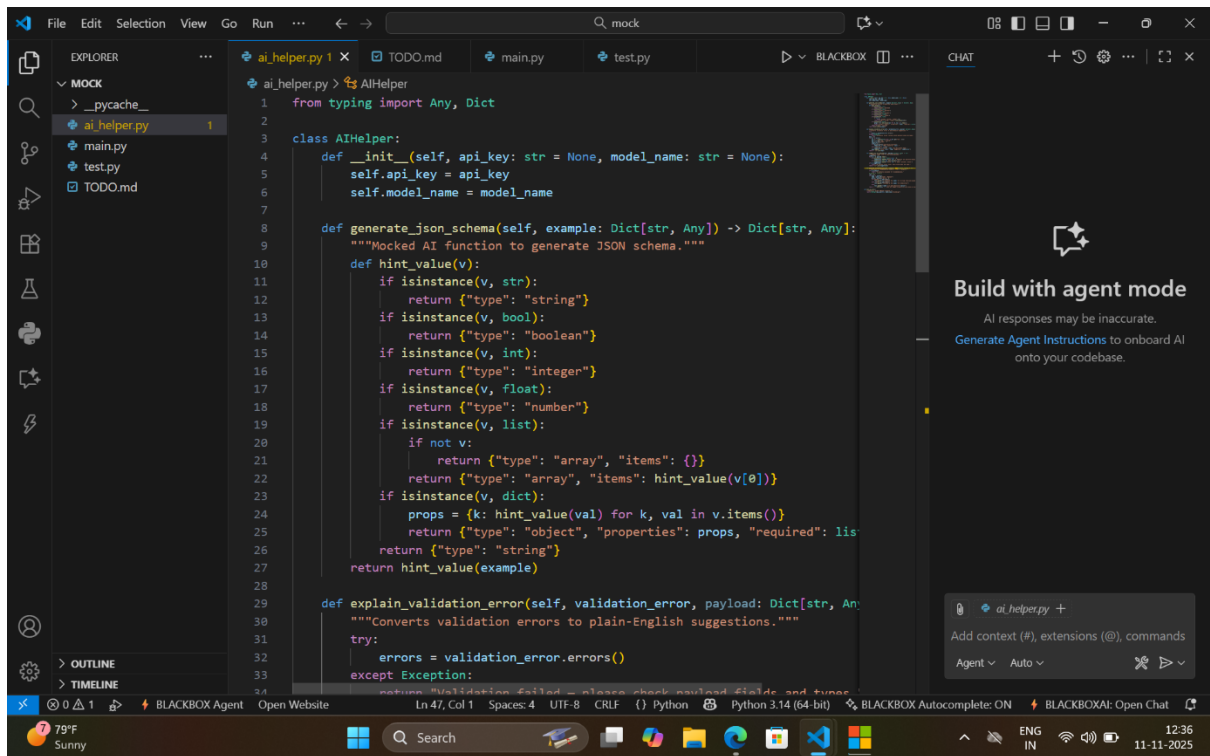 File Edit Selection View Go Run ··· mock
EXPLORER ···
MOCK
__pycache__
ai_helper.py 1
main.py
test.py
TODO.md
OUTLINE
TIMELINE
ai_helper.py 1 TODO.md main.py test.py BLACKBOX ···
ai_helper.py > AIHelper
1 from typing import Any, Dict
2
3 class AIHelper:
4     def __init__(self, api_key: str = None, model_name: str = None):
5         self.api_key = api_key
6         self.model_name = model_name
7
8     def generate_json_schema(self, example: Dict[str, Any]) -> Dict[str, Any]:
9         """Mocked AI function to generate JSON schema."""
10         def hint_value(v):
11             if isinstance(v, str):
12                 return {"type": "string"}
13             if isinstance(v, bool):
14                 return {"type": "boolean"}
15             if isinstance(v, int):
16                 return {"type": "integer"}
17             if isinstance(v, float):
18                 return {"type": "number"}
19             if isinstance(v, list):
20                 if not v:
21                     return {"type": "array", "items": {}}
22                 return {"type": "array", "items": hint_value(v[0])}
23             if isinstance(v, dict):
24                 props = {k: hint_value(val) for k, val in v.items()}
25                 return {"type": "object", "properties": props, "required": lis
26             return {"type": "string"}
27         return hint_value(example)
28
29     def explain_validation_error(self, validation_error, payload: Dict[str, An
30         """Converts validation errors to plain-English suggestions."""
31         try:
32             errors = validation_error.errors()
33         except Exception:
34             return "Validation failed — please check payload fields and types
CHAT ···
Build with agent mode
AI responses may be inaccurate.
Generate Agent Instructions to onboard AI
onto your codebase.
ai_helper.py
Add context (#), extensions (@), commands
Agent Auto
0 1 BLACKBOX Agent Open Website Ln 47, Col 1 Spaces: 4 UTF-8 CRLF {} Python Python 3.14 (64-bit) BLACKBOX Autocomplete: ON BLACKBOXAI: Open Chat
7
79°F
Sunny
Search
ENG
IN
12:36
11-11-2025